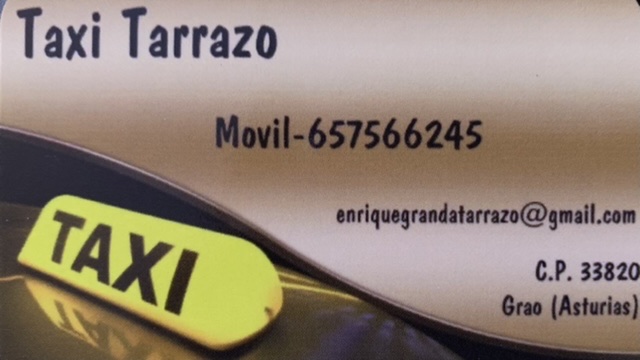 Taxi Tarrazo
Movil-657566245
enriquegrandatarrazo@gmail.com
TAXI
C.P. 33820
Grao (Asturias)